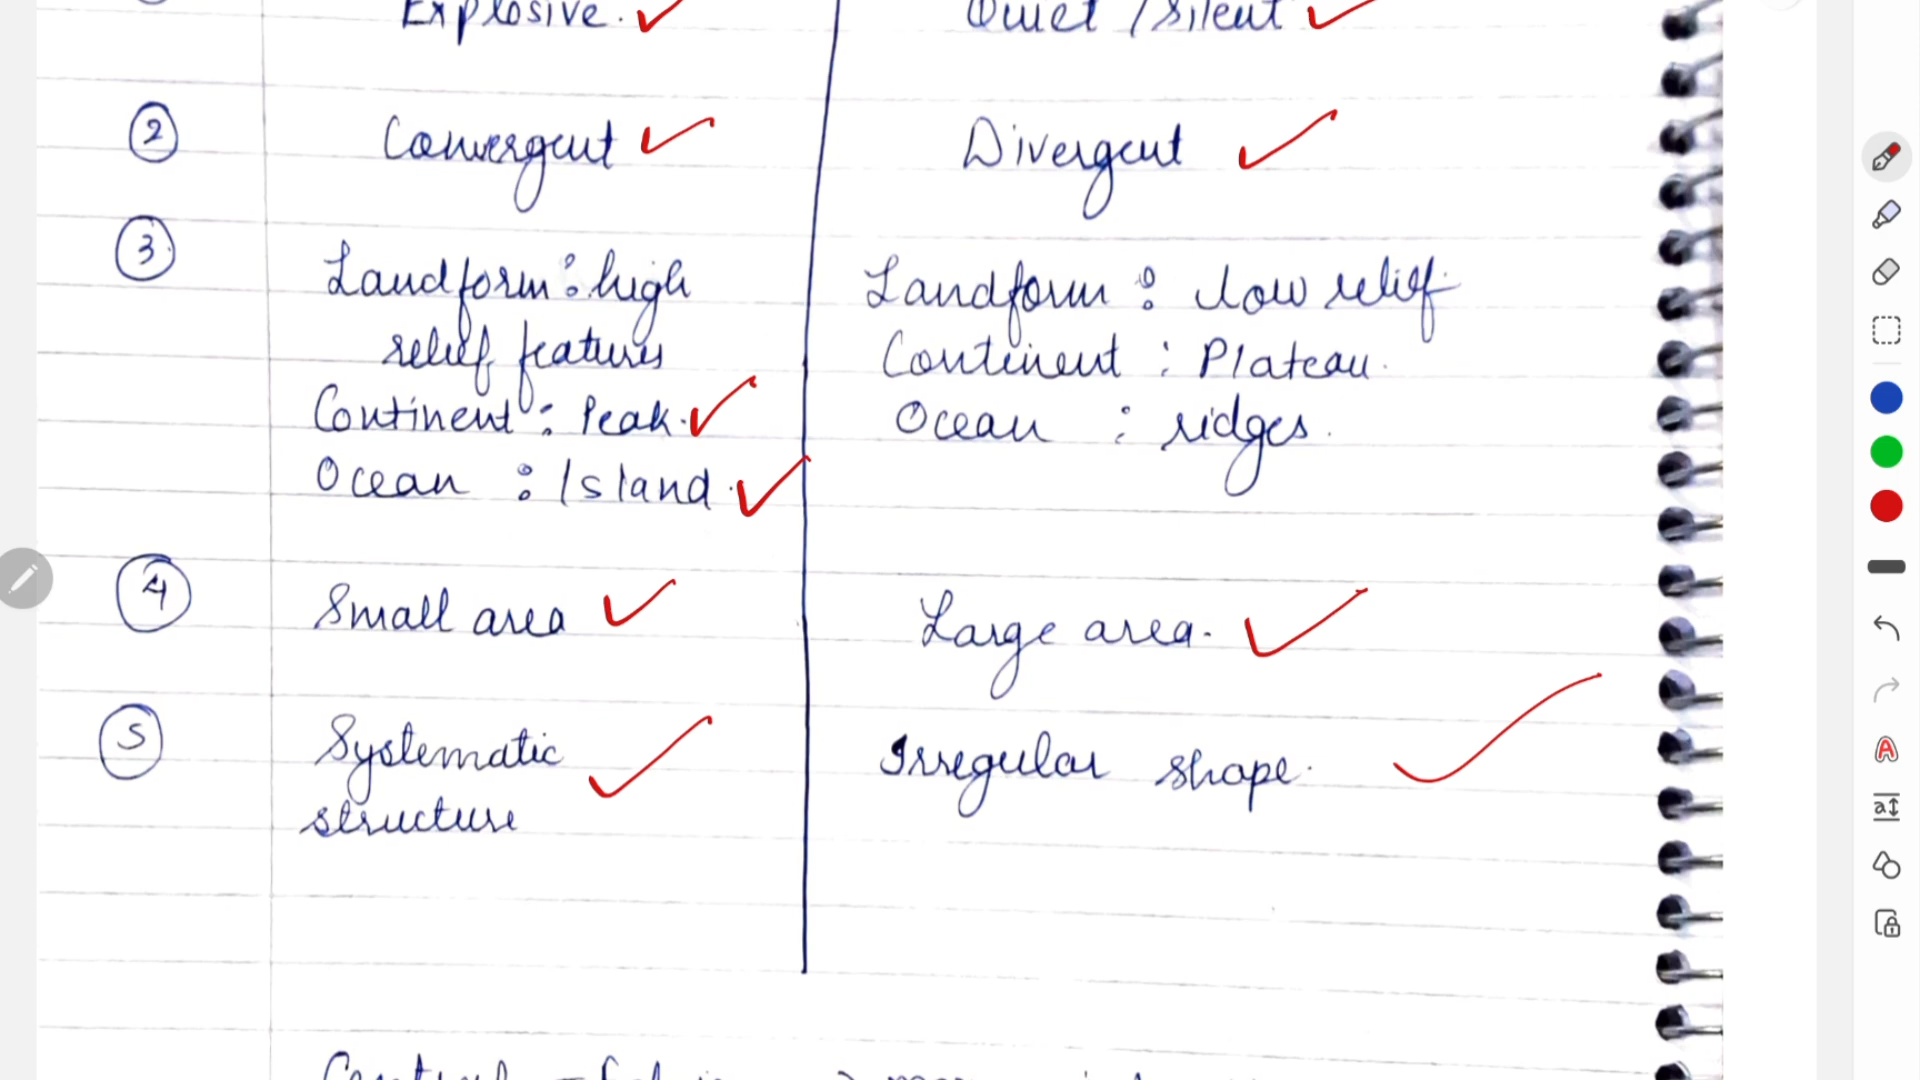 Explosive. Quiet / Silent
2 Convergent Divergent
3 Landform : high Landform : low relief
relief features Continent : Plateau.
Continent : Peak. Ocean : ridges.
Ocean : Island.
4 Small area Large area.
5 Systematic Irregular shape.
structure
A
a